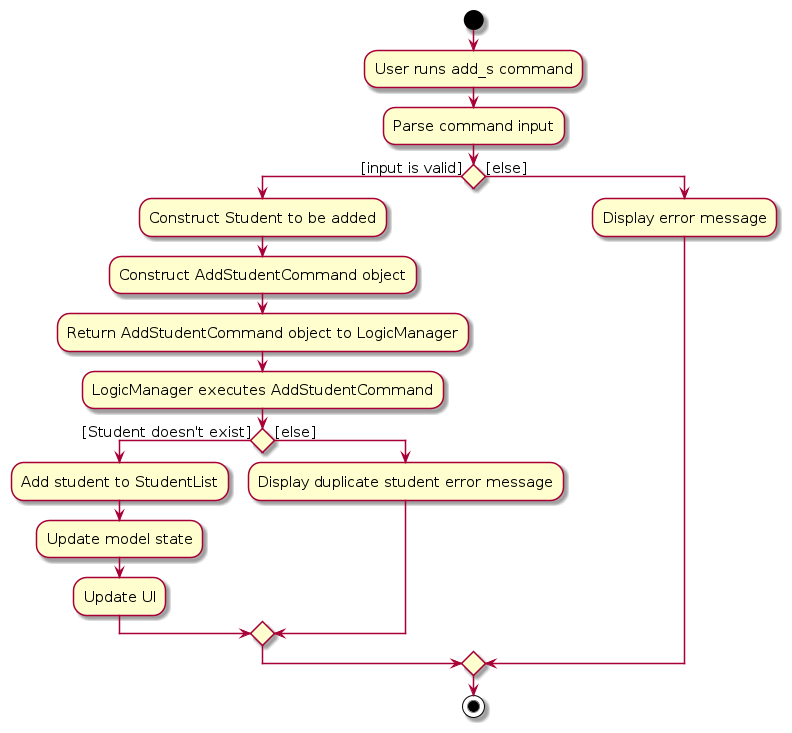 User runs add_s command
Parse command input
[input is valid]
[else]
Construct Student to be added
Display error message
Construct AddStudentCommand object
Return AddStudentCommand object to LogicManager
LogicManager executes AddStudentCommand
[Student doesn't exist]
[else]
Add student to StudentList
Display duplicate student error message
Update model state
Update UI